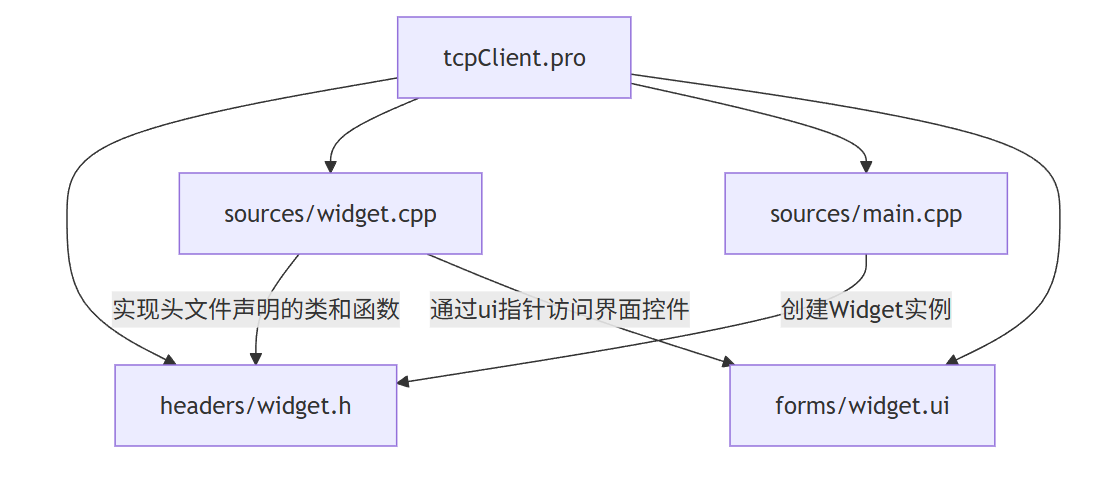 tcpClient.pro
sources/widget.cpp
sources/main.cpp
实现头文件声明的类和函数
通过ui指针访问界面控件
创建Widget实例
headers/widget.h
forms/widget.ui